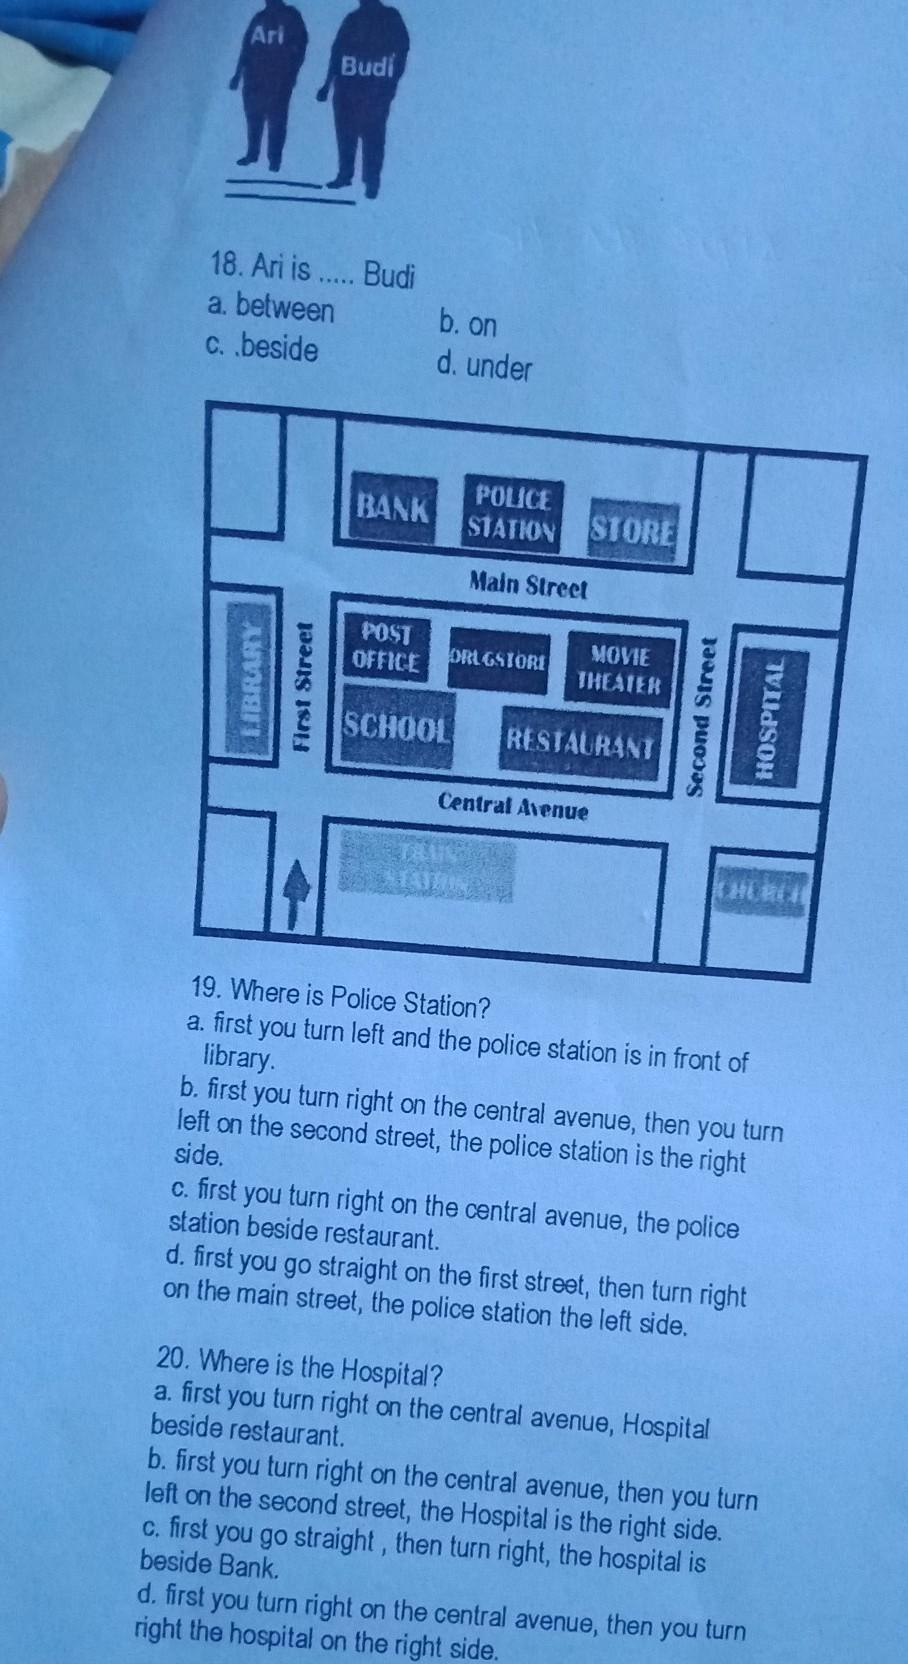 Ari
Budi
18. Ari is ..... Budi
a. between
b. on
c. .beside
d. under
BANK
POLICE
STATION
STORE
Main Street
LIBRARY
First Street
POST
OFFICE
DRUGSTORE
MOVIE
THEATER
SCHOOL
RESTAURANT
Second Street
HOSPITAL
Central Avenue
TRAIN
STATION
CHURCH
19. Where is Police Station?
a. first you turn left and the police station is in front of
library.
b. first you turn right on the central avenue, then you turn
left on the second street, the police station is the right
side.
c. first you turn right on the central avenue, the police
station beside restaurant.
d. first you go straight on the first street, then turn right
on the main street, the police station the left side.
20. Where is the Hospital?
a. first you turn right on the central avenue, Hospital
beside restaurant.
b. first you turn right on the central avenue, then you turn
left on the second street, the Hospital is the right side.
c. first you go straight , then turn right, the hospital is
beside Bank.
d. first you turn right on the central avenue, then you turn
right the hospital on the right side.